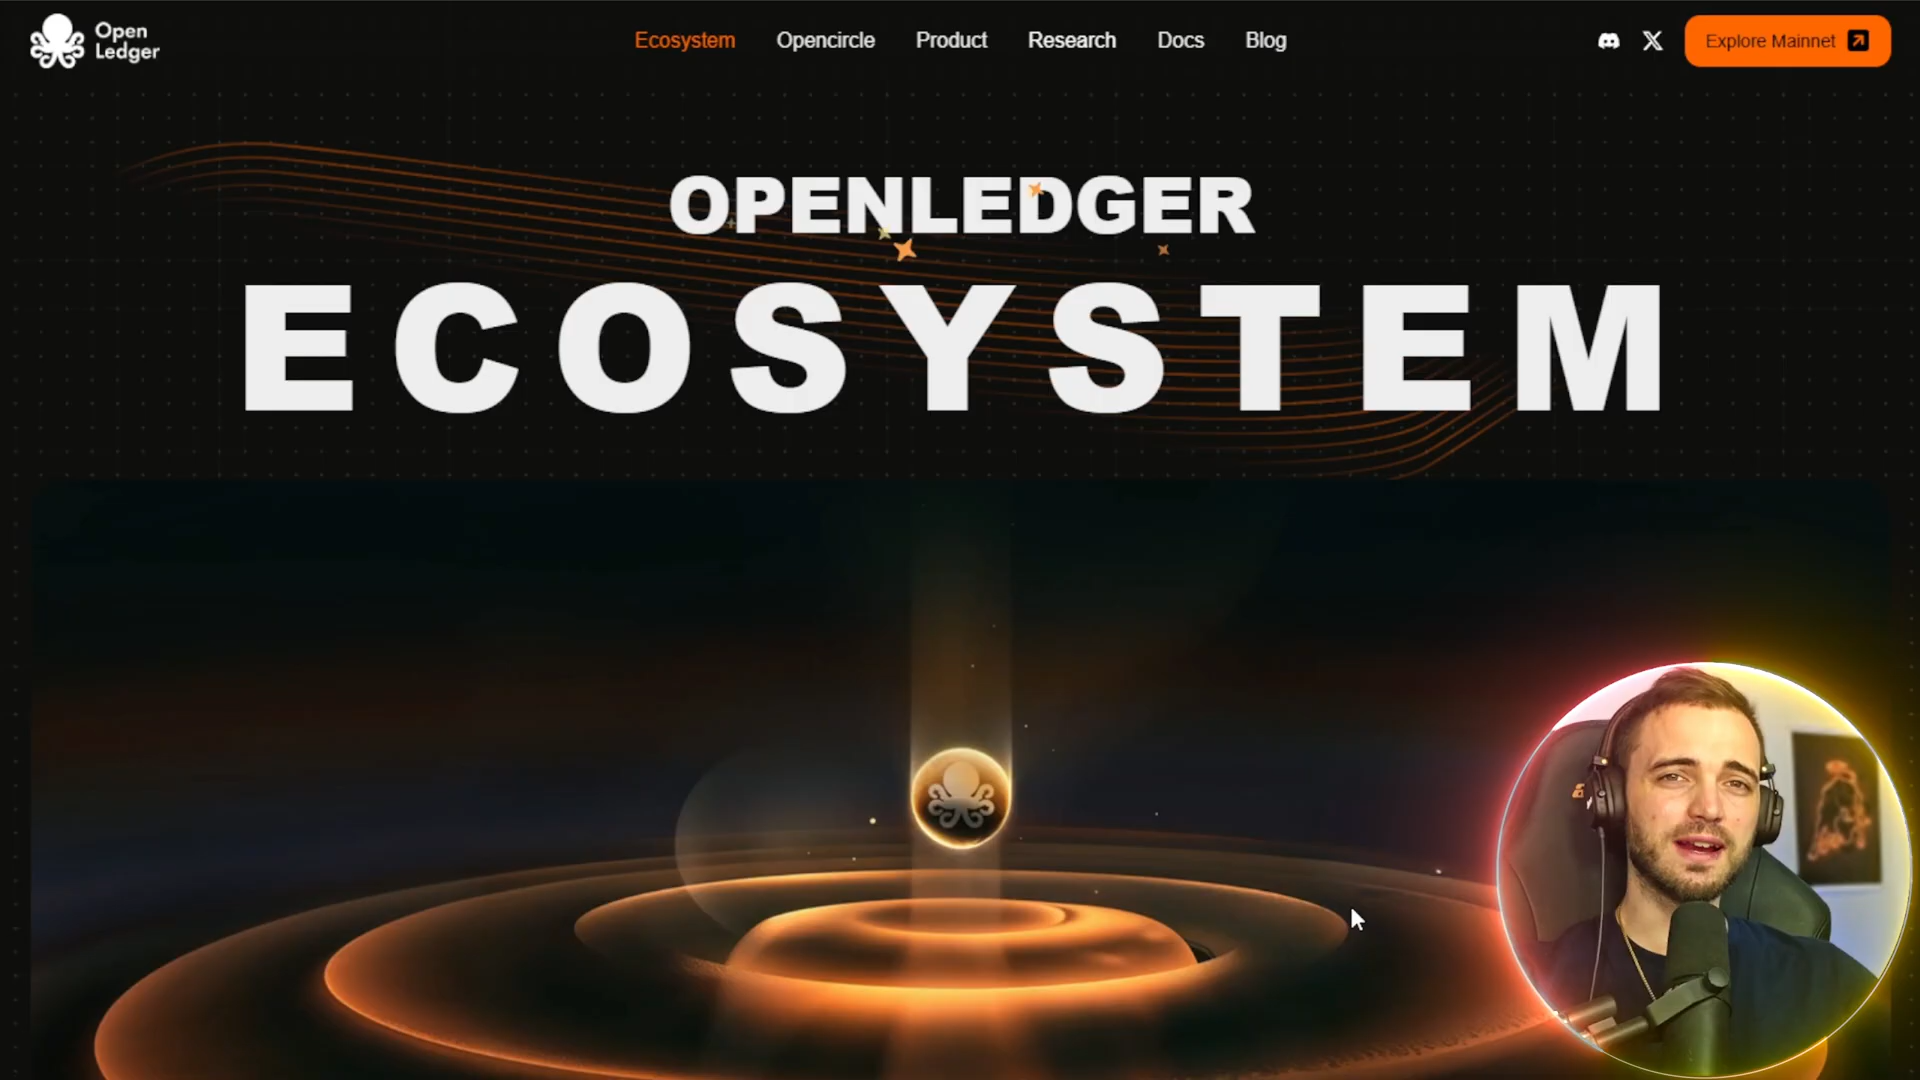 Open
Ledger
Ecosystem
Opencircle
Product
Research
Docs
Blog
Explore Mainnet
OPENLEDGER
ECOSYSTEM